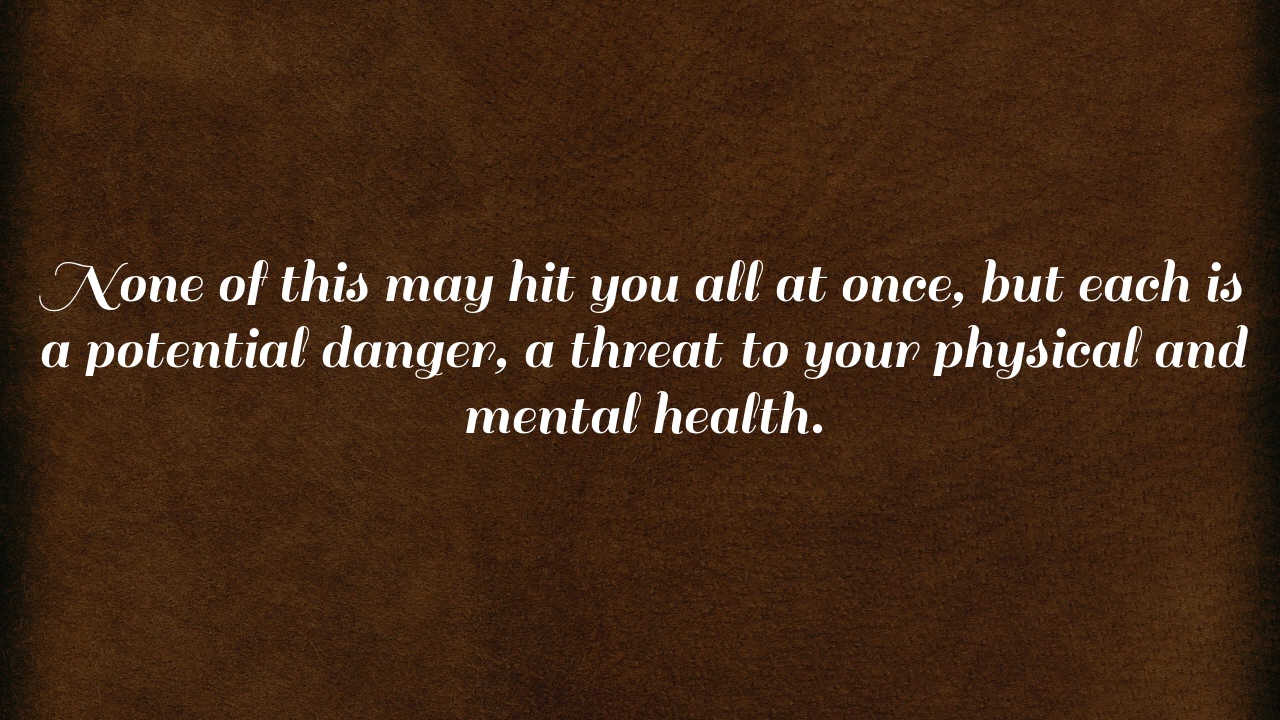 None of this may hit you all at once, but each is
a potential danger, a threat to your physical and
mental health.